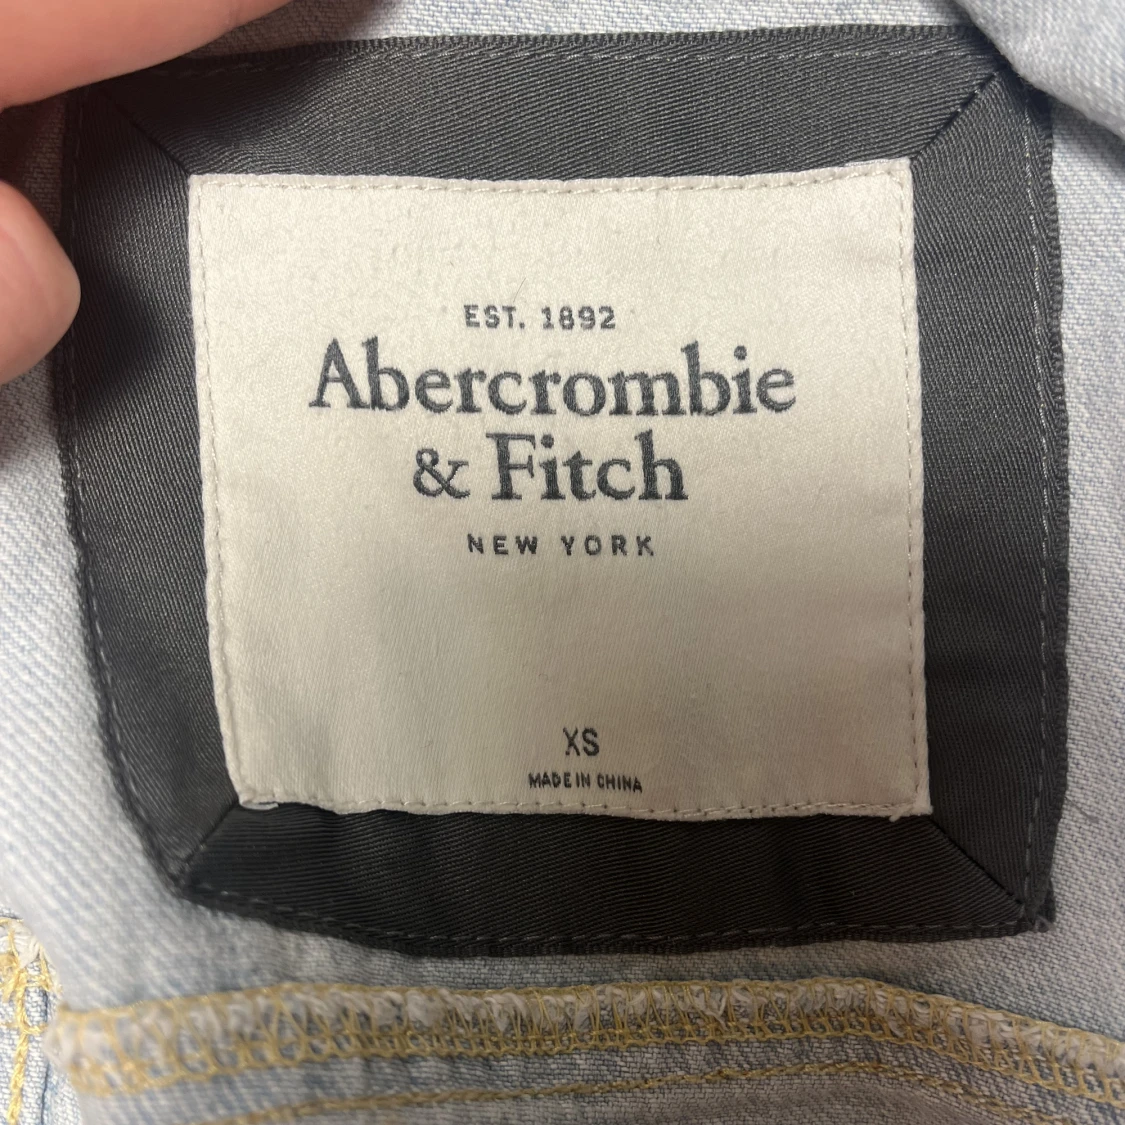 EST. 1892
Abercrombie
& Fitch
NEW YORK
XS
MADE IN CHINA